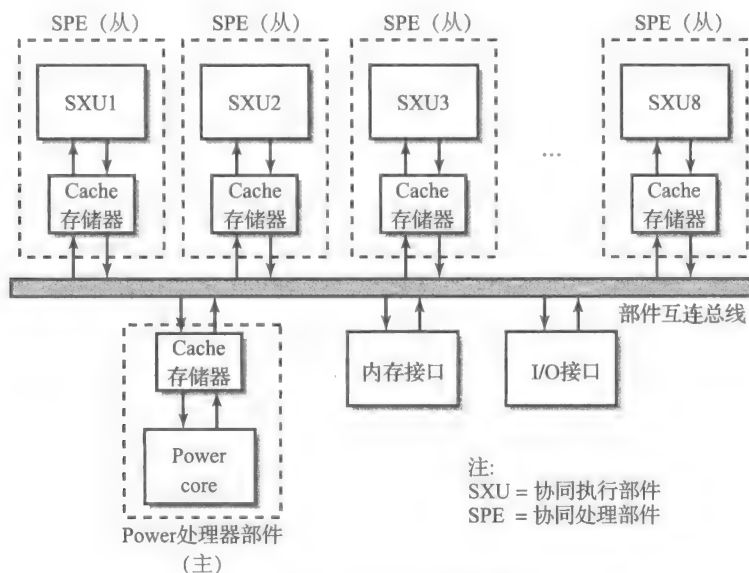 SPE（从）
SPE（从）
SPE（从）
SPE（从）
SXU1
SXU2
SXU3
SXU8
…
Cache
存储器
Cache
存储器
Cache
存储器
Cache
存储器
部件互连总线
Cache
存储器
内存接口
I/O接口
Power
core
Power处理器部件
（主）
注:
SXU = 协同执行部件
SPE = 协同处理部件